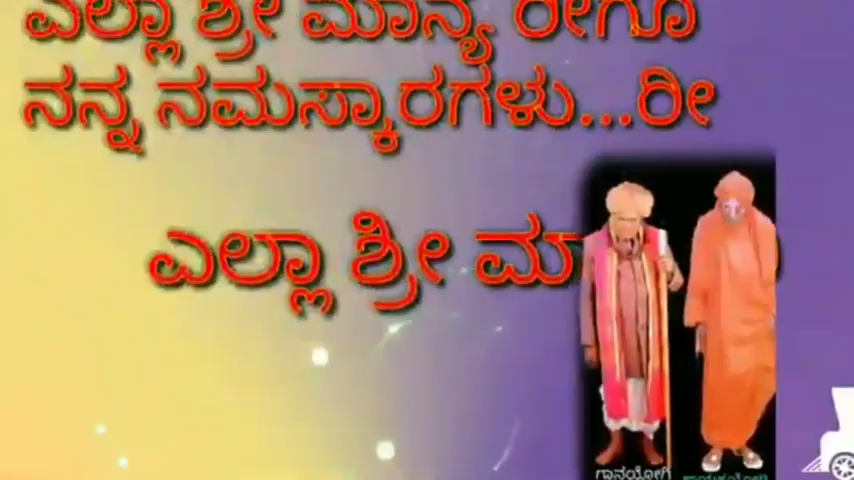 ಎಲ್ಲಾ ಶ್ರೀ ಮಾನ್ಯ ರೀಗೂ
ನನ್ನ ನಮಸ್ಕಾರಗಳು...ರೀ
ಎಲ್ಲಾ ಶ್ರೀ ಮಾ
ಗಾನಯೋಗಿ